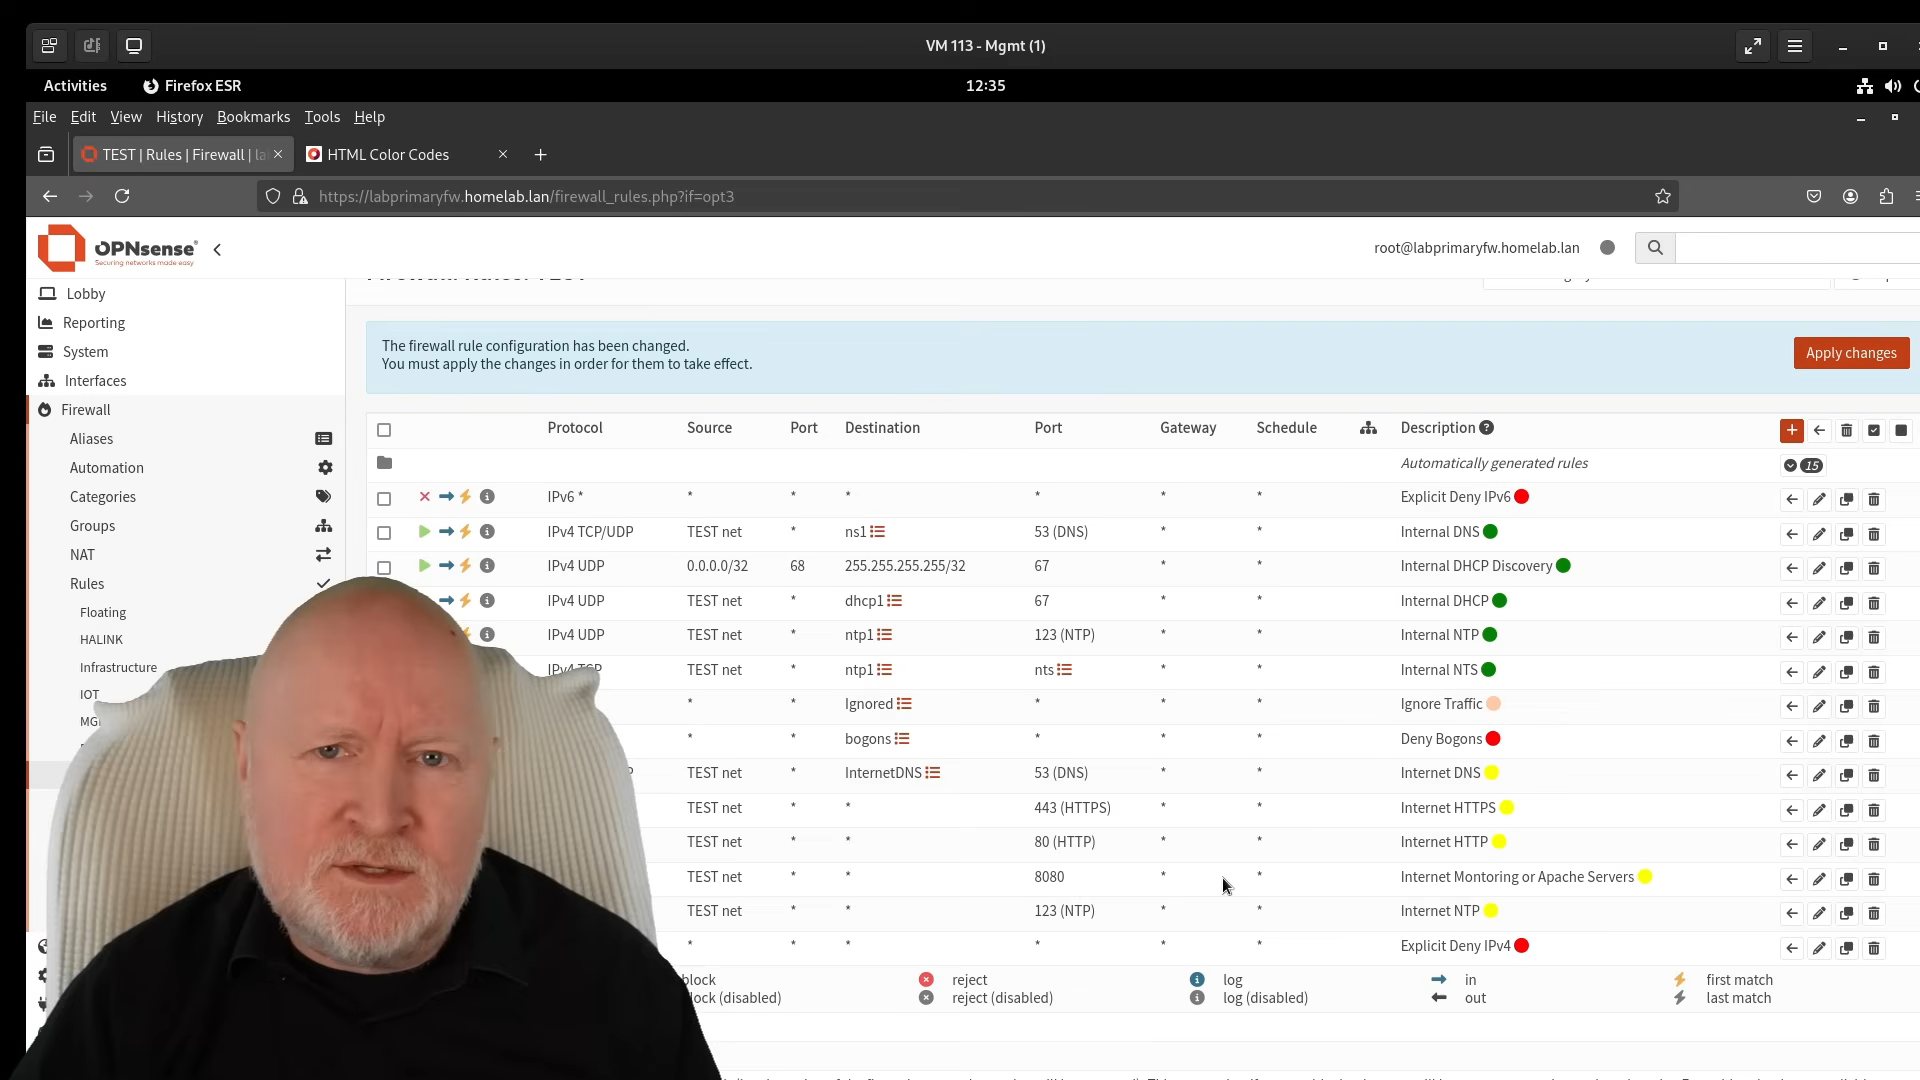 VM 113 - Mgmt (1)
Activities Firefox ESR 12:35
File Edit View History Bookmarks Tools Help
TEST | Rules | Firewall | la HTML Color Codes
https://labprimaryfw.homelab.lan/firewall_rules.php?if=opt3
OPNsense
Securing networks made easy
root@labprimaryfw.homelab.lan
Lobby
Reporting
System
Interfaces
Firewall
Aliases
Automation
Categories
Groups
NAT
Rules
Floating
HALINK
Infrastructure
IOT
The firewall rule configuration has been changed.
You must apply the changes in order for them to take effect.
Apply changes
Protocol Source Port Destination Port Gateway Schedule Description
Automatically generated rules 15
IPv6 * * * * * * * Explicit Deny IPv6
IPv4 TCP/UDP TEST net * ns1 53 (DNS) * * Internal DNS
IPv4 UDP 0.0.0.0/32 68 255.255.255.255/32 67 * * Internal DHCP Discovery
IPv4 UDP TEST net * dhcp1 67 * * Internal DHCP
IPv4 UDP TEST net * ntp1 123 (NTP) * * Internal NTP
IPv4 TCP TEST net * ntp1 nts * * Internal NTS
* * Ignored * * * Ignore Traffic
* * bogons * * * Deny Bogons
TEST net * InternetDNS 53 (DNS) * * Internet DNS
TEST net * * 443 (HTTPS) * * Internet HTTPS
TEST net * * 80 (HTTP) * * Internet HTTP
TEST net * * 8080 * * Internet Montoring or Apache Servers
TEST net * * 123 (NTP) * * Internet NTP
* * * * * * Explicit Deny IPv4
block reject log in first match
lock (disabled) reject (disabled) log (disabled) out last match